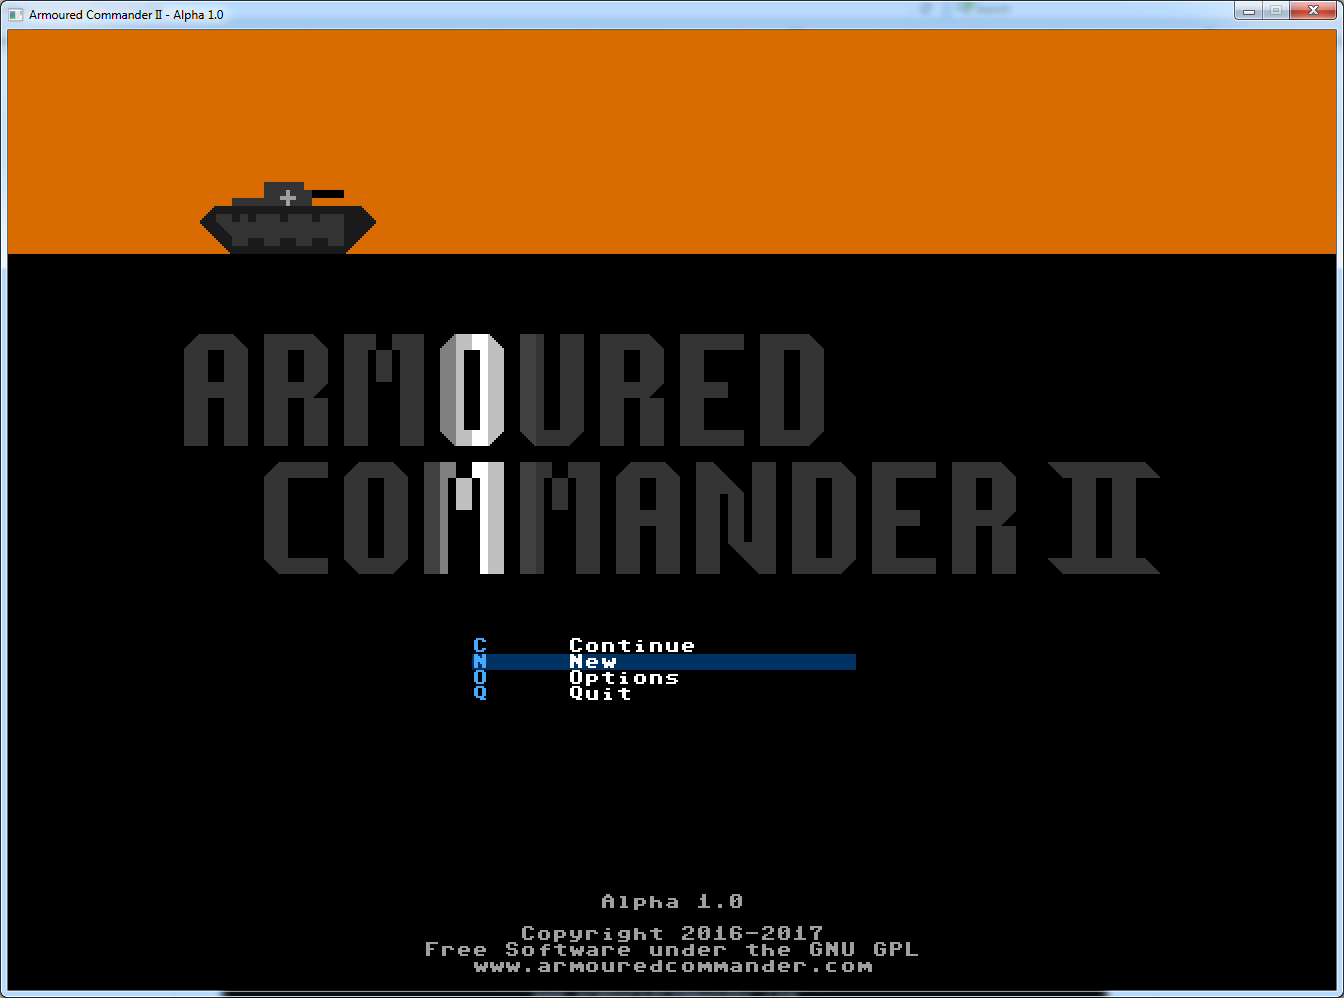 Armoured Commander II - Alpha 1.0
ARMOURED
COMMANDER II
C Continue
N New
O Options
Q Quit
Alpha 1.0
Copyright 2016-2017
Free Software under the GNU GPL
www.armouredcommander.com